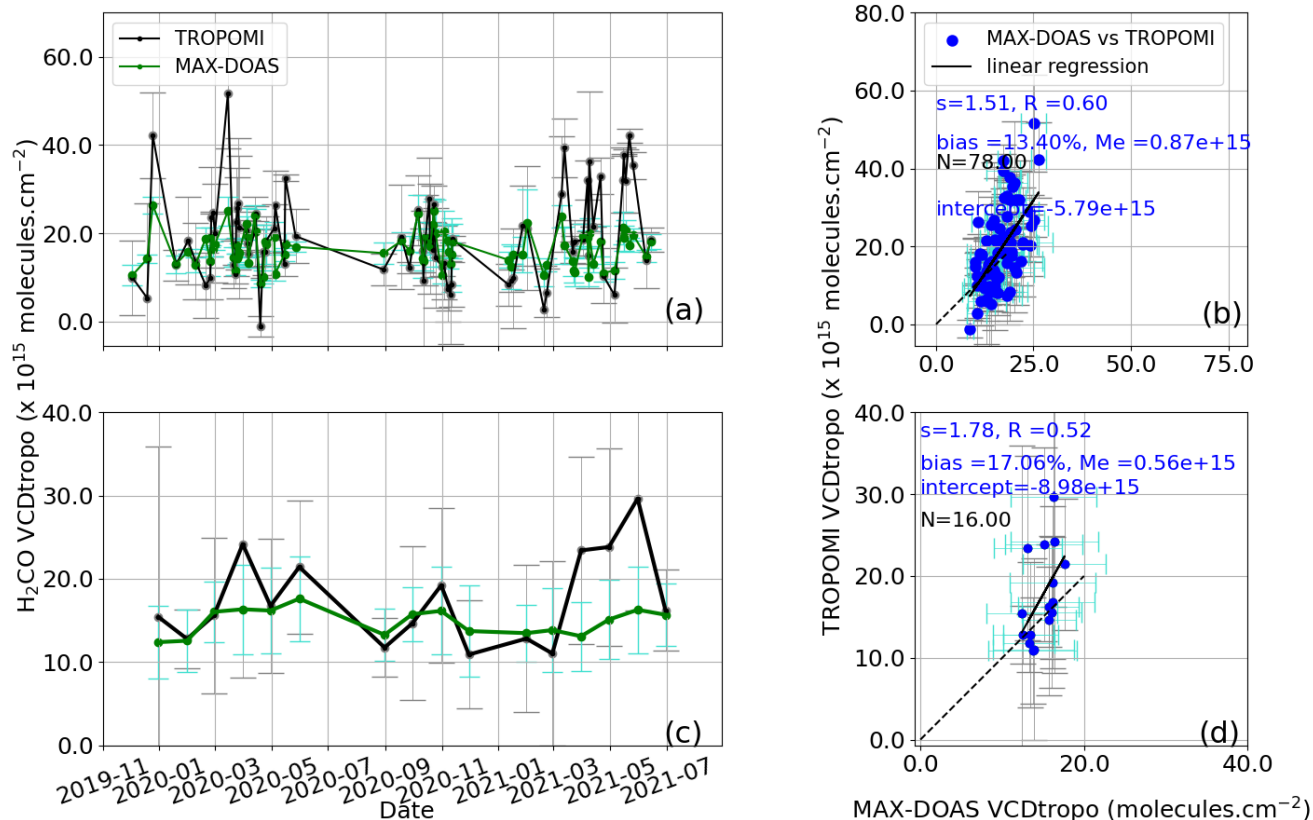 TROPOMI
MAX-DOAS
60.0
40.0
20.0
0.0
(a)
H₂CO VCDtropo (x 10¹⁵ molecules.cm⁻²)
40.0
30.0
20.0
10.0
0.0
(c)
2019-11
2020-01
2020-03
2020-05
2020-07
2020-09
2020-11
2021-01
2021-03
2021-05
2021-07
Date
80.0
60.0
40.0
20.0
0.0
MAX-DOAS vs TROPOMI
linear regression
s=1.51, R =0.60
bias =13.40%, Me =0.87e+15
N=78.00
intercept=-5.79e+15
(b)
0.0 25.0 50.0 75.0
TROPOMI VCDtropo (x 10¹⁵ molecules.cm⁻²)
40.0
30.0
20.0
10.0
0.0
s=1.78, R =0.52
bias =17.06%, Me =0.56e+15
intercept=-8.98e+15
N=16.00
(d)
0.0 20.0 40.0
MAX-DOAS VCDtropo (molecules.cm⁻²)